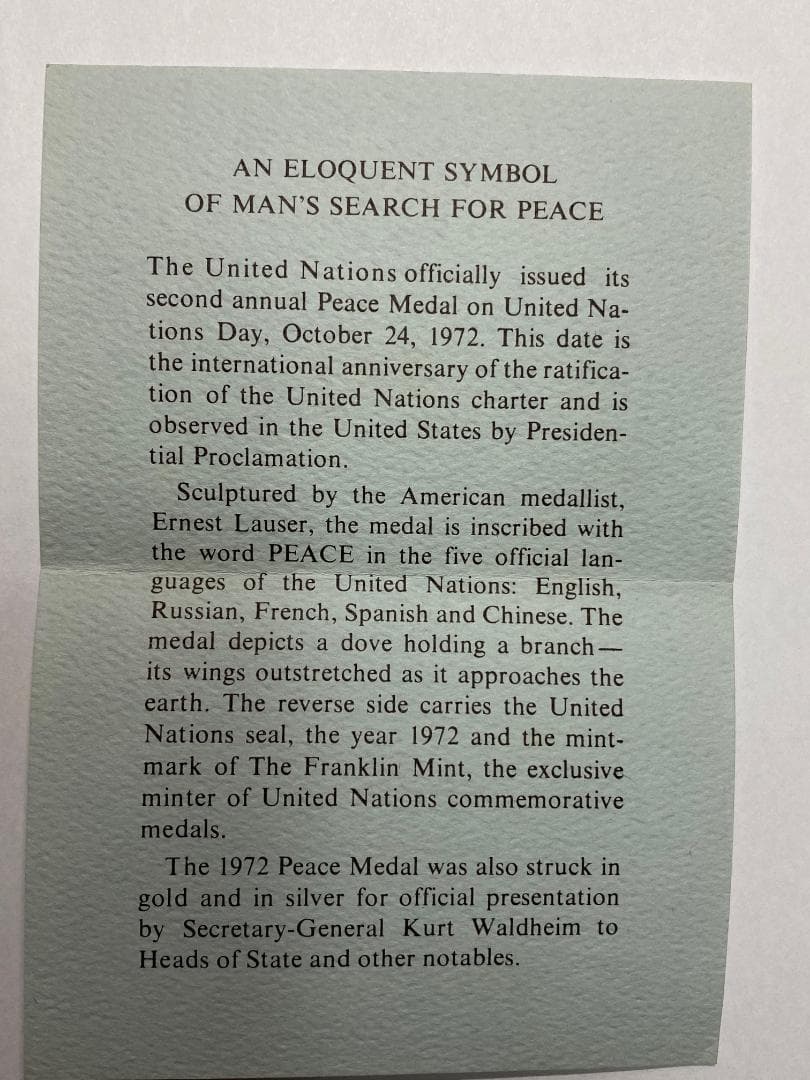 AN ELOQUENT SYMBOL
OF MAN'S SEARCH FOR PEACE
The United Nations officially issued its
second annual Peace Medal on United Na-
tions Day, October 24, 1972. This date is
the international anniversary of the ratifica-
tion of the United Nations charter and is
observed in the United States by Presiden-
tial Proclamation.
Sculptured by the American medallist,
Ernest Lauser, the medal is inscribed with
the word PEACE in the five official lan-
guages of the United Nations: English,
Russian, French, Spanish and Chinese. The
medal depicts a dove holding a branch—
its wings outstretched as it approaches the
earth. The reverse side carries the United
Nations seal, the year 1972 and the mint-
mark of The Franklin Mint, the exclusive
minter of United Nations commemorative
medals.
The 1972 Peace Medal was also struck in
gold and in silver for official presentation
by Secretary-General Kurt Waldheim to
Heads of State and other notables.